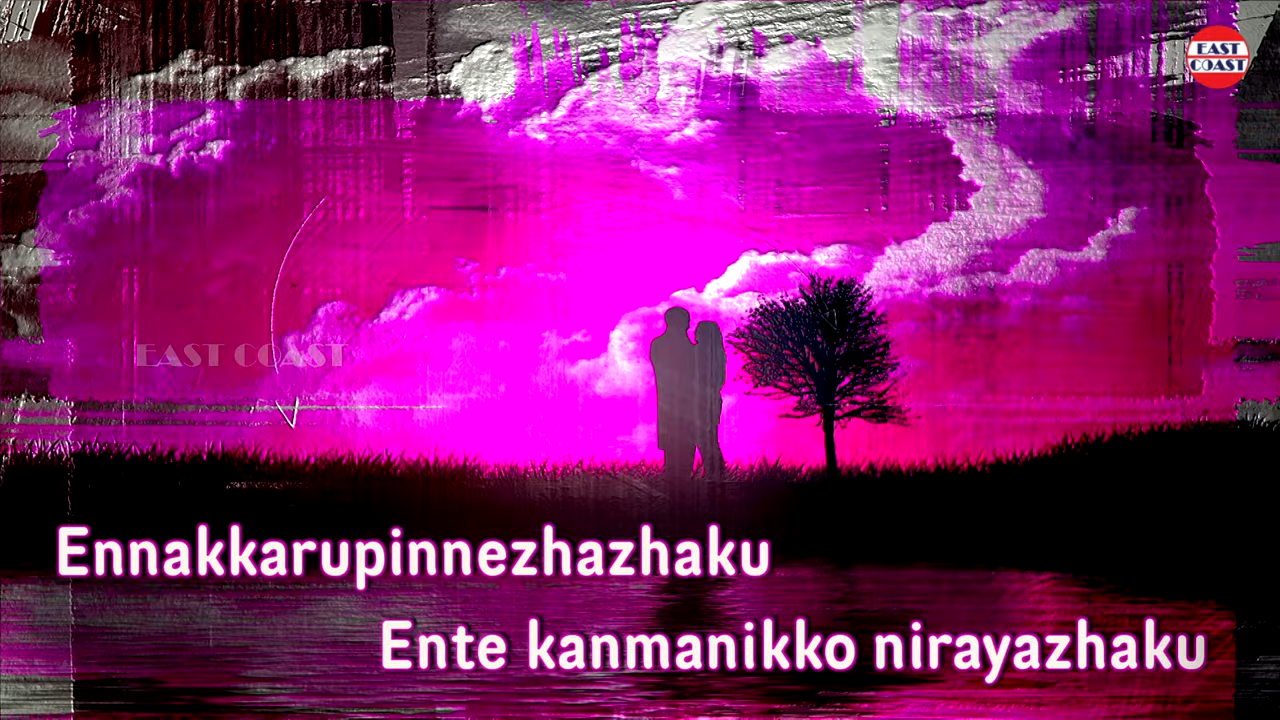 EAST
COAST
EAST COAST
Ennakkarupinnezhazhaku
Ente kanmanikko nirayazhaku